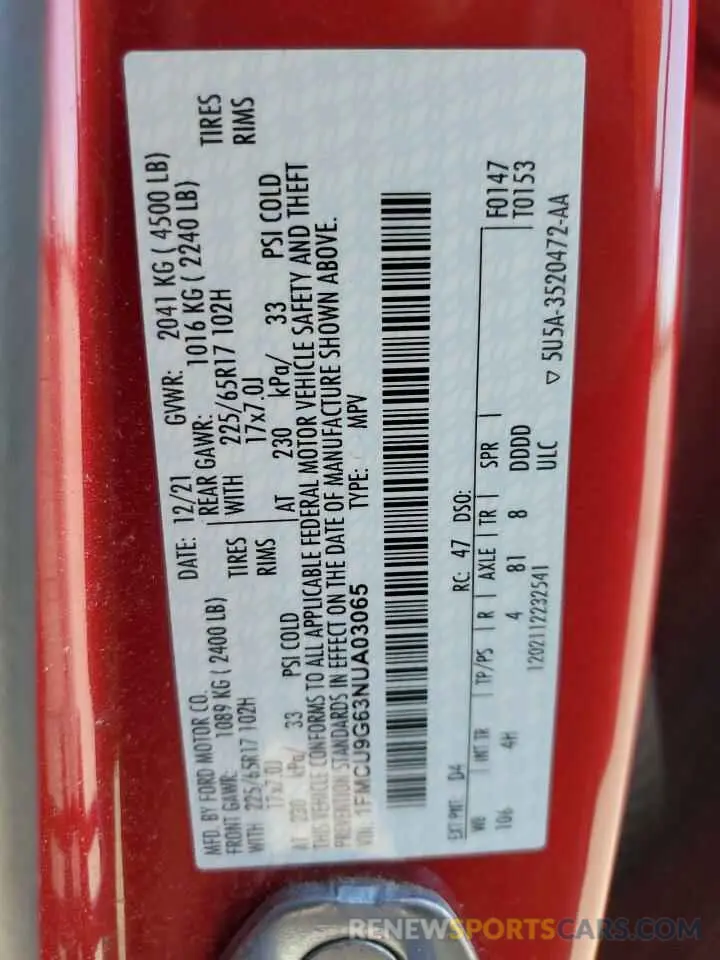 MFD. BY FORD MOTOR CO.
DATE: 12/21 GVWR: 2041 KG ( 4500 LB)
FRONT GAWR: 1089 KG ( 2400 LB) REAR GAWR: 1016 KG ( 2240 LB)
WITH 225/65R17 102H TIRES WITH 225/65R17 102H TIRES
17x7.0J RIMS 17x7.0J RIMS
AT 230 kPa/ 33 PSI COLD AT 230 kPa/ 33 PSI COLD
THIS VEHICLE CONFORMS TO ALL APPLICABLE FEDERAL MOTOR VEHICLE SAFETY AND THEFT
PREVENTION STANDARDS IN EFFECT ON THE DATE OF MANUFACTURE SHOWN ABOVE.
VIN: 1FMCU9G63NUA03065 TYPE: MPV
EXT PNT: D4 RC: 47 DSO: F0147
T0153
WB INT TR TP/PS R AXLE TR SPR
106 4H 4 81 8 DDDD
1202112232541 ULC
▽ 5U5A-3520472-AA
RENEWSPORTSCARS.COM